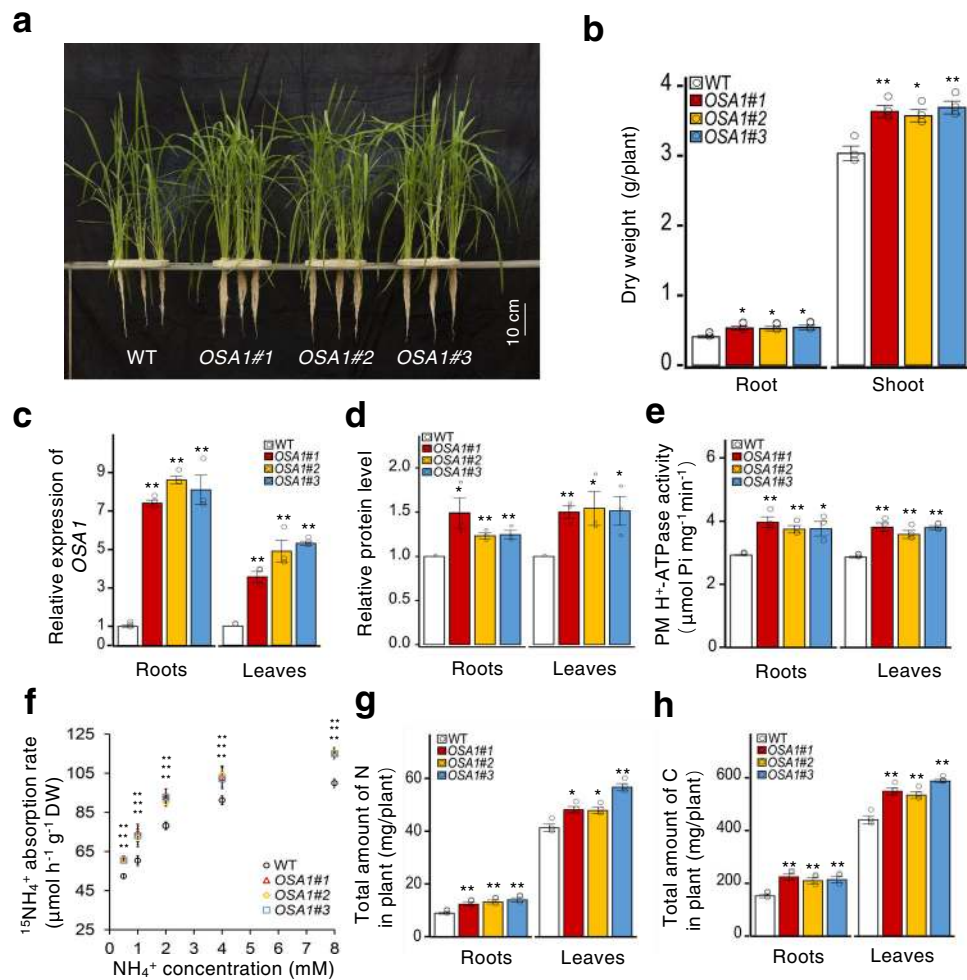 a
WT
OSA1#1
OSA1#2
OSA1#3
10 cm
b
WT
OSA1#1
OSA1#2
OSA1#3
**
*
**
*
*
*
4
3
2
1
0
Dry weight (g/plant)
Root
Shoot
c
WT
OSA1#1
OSA1#2
OSA1#3
**
**
**
**
**
**
9
7
5
3
1
0
Relative expression of
OSA1
Roots
Leaves
d
WT
OSA1#1
OSA1#2
OSA1#3
*
**
**
**
*
*
2.0
1.5
1.0
0.5
0.0
Relative protein level
Roots
Leaves
e
WT
OSA1#1
OSA1#2
OSA1#3
**
**
*
**
**
**
6
4
2
0
PM H⁺-ATPase activity
(μmol Pi mg⁻¹min⁻¹)
Roots
Leaves
f
125
105
85
65
45
25
¹⁵NH₄⁺ absorption rate
(μmol h⁻¹ g⁻¹ DW)
WT
OSA1#1
OSA1#2
OSA1#3
0 1 2 3 4 5 6 7 8
NH₄⁺ concentration (mM)
g
WT
OSA1#1
OSA1#2
OSA1#3
**
**
**
*
*
**
60
40
20
0
Total amount of N
in plant (mg/plant)
Roots
Leaves
h
WT
OSA1#1
OSA1#2
OSA1#3
**
**
**
**
**
**
600
400
200
0
Total amount of C
in plant (mg/plant)
Roots
Leaves